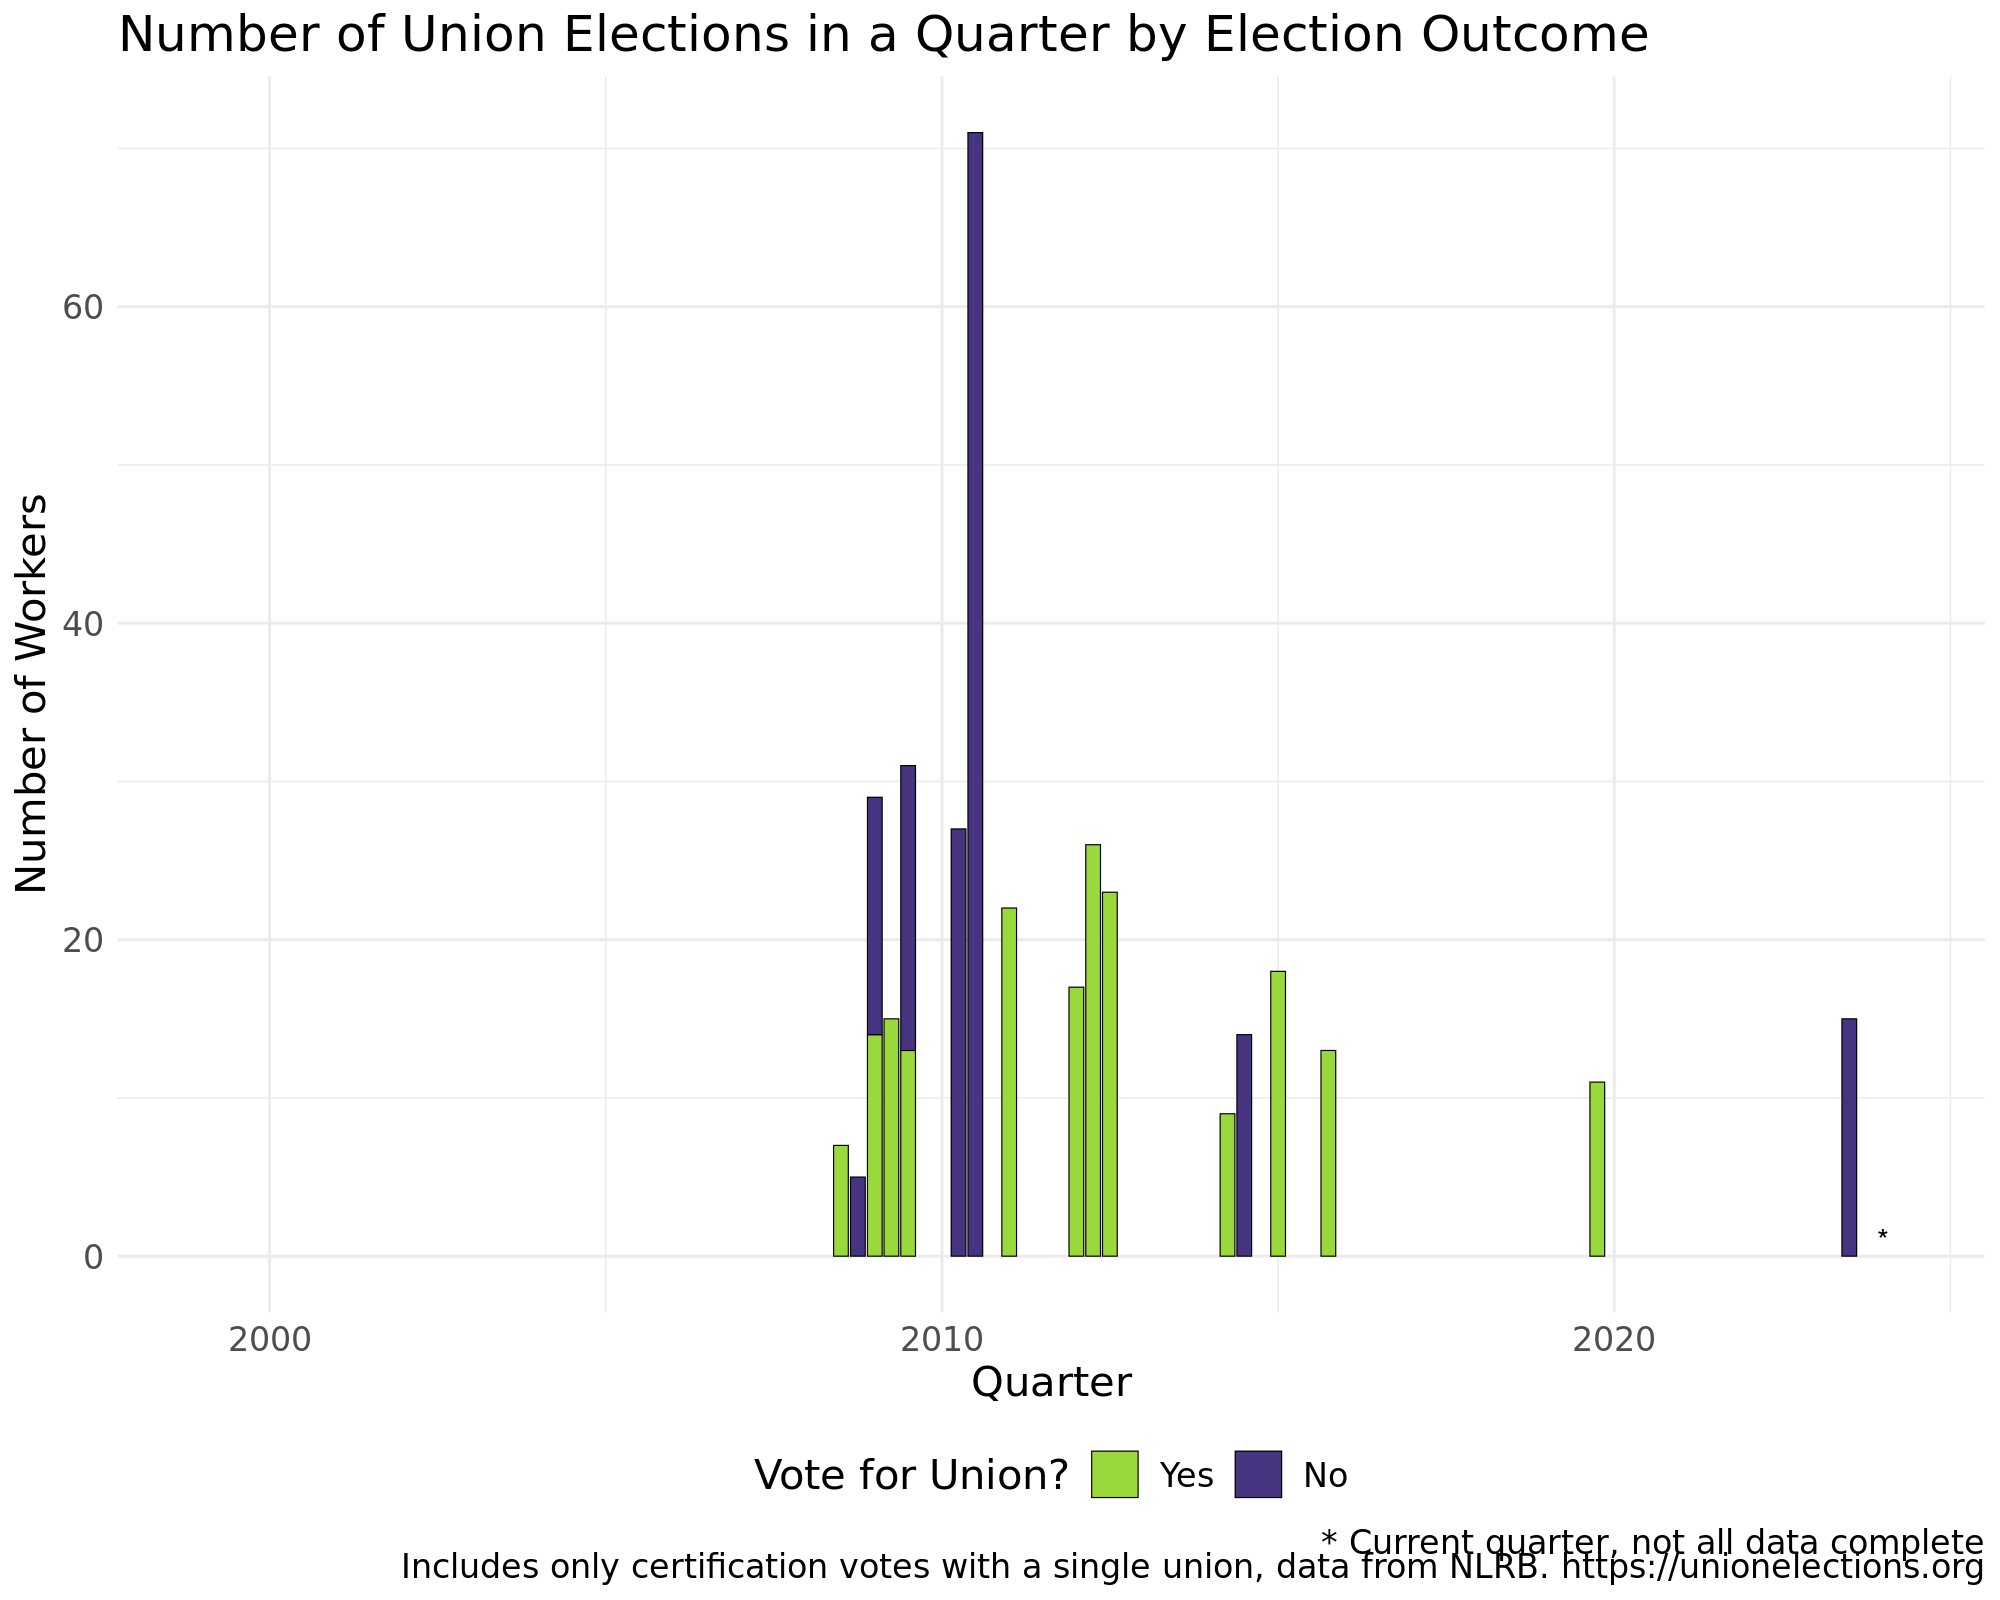 Number of Union Elections in a Quarter by Election Outcome
Number of Workers
60
40
20
0
*
2000
2010
2020
Quarter
Vote for Union?
Yes
No
* Current quarter, not all data complete
Includes only certification votes with a single union, data from NLRB. https://unionelections.org